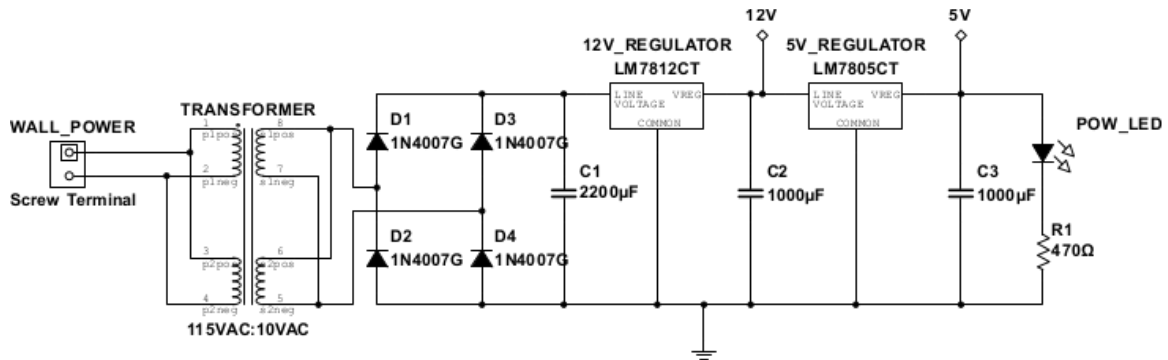 12V
5V
12V_REGULATOR
5V_REGULATOR
LM7812CT
LM7805CT
LINE VREG
VOLTAGE
COMMON
LINE VREG
VOLTAGE
COMMON
TRANSFORMER
WALL_POWER
Screw Terminal
1
p1pos
2
p1neg
3
p2pos
4
p2neg
8
s1pos
7
s1neg
6
s2pos
5
s2neg
115VAC:10VAC
D1
1N4007G
D3
1N4007G
D2
1N4007G
D4
1N4007G
C1
2200µF
C2
1000µF
C3
1000µF
POW_LED
R1
470Ω